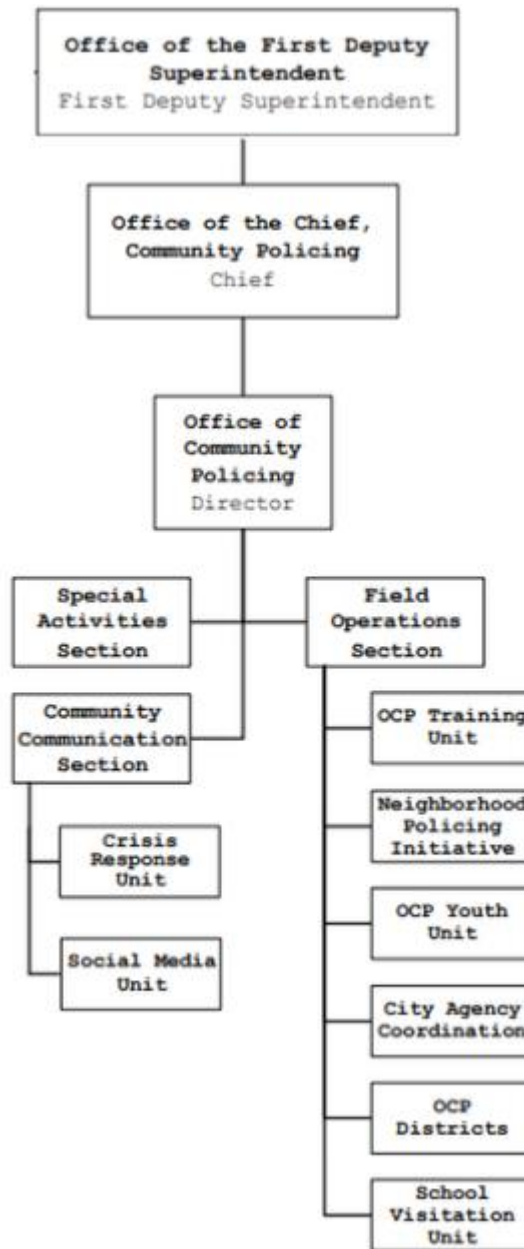 Office of the First Deputy
Superintendent
First Deputy Superintendent
Office of the Chief,
Community Policing
Chief
Office of
Community
Policing
Director
Special
Activities
Section
Field
Operations
Section
Community
Communication
Section
Crisis
Response
Unit
Social Media
Unit
OCP Training
Unit
Neighborhood
Policing
Initiative
OCP Youth
Unit
City Agency
Coordination
OCP
Districts
School
Visitation
Unit